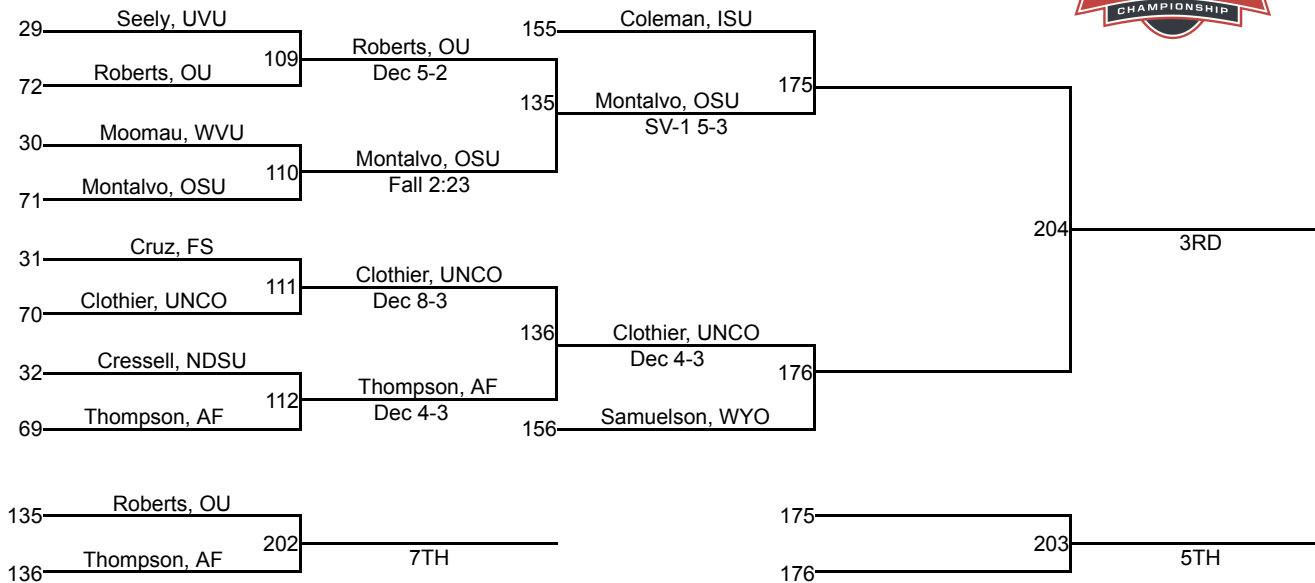 CHAMPIONSHIP
29 Seely, UVU
109
72 Roberts, OU
Roberts, OU
Dec 5-2
30 Moomau, WVU
110
71 Montalvo, OSU
Montalvo, OSU
Fall 2:23
135
155 Coleman, ISU
Montalvo, OSU
SV-1 5-3
175
31 Cruz, FS
111
70 Clothier, UNCO
Clothier, UNCO
Dec 8-3
32 Cressell, NDSU
112
69 Thompson, AF
Thompson, AF
Dec 4-3
136
Clothier, UNCO
Dec 4-3
176
156 Samuelson, WYO
204
3RD
135 Roberts, OU
202
136 Thompson, AF
7TH
175
203
176
5TH